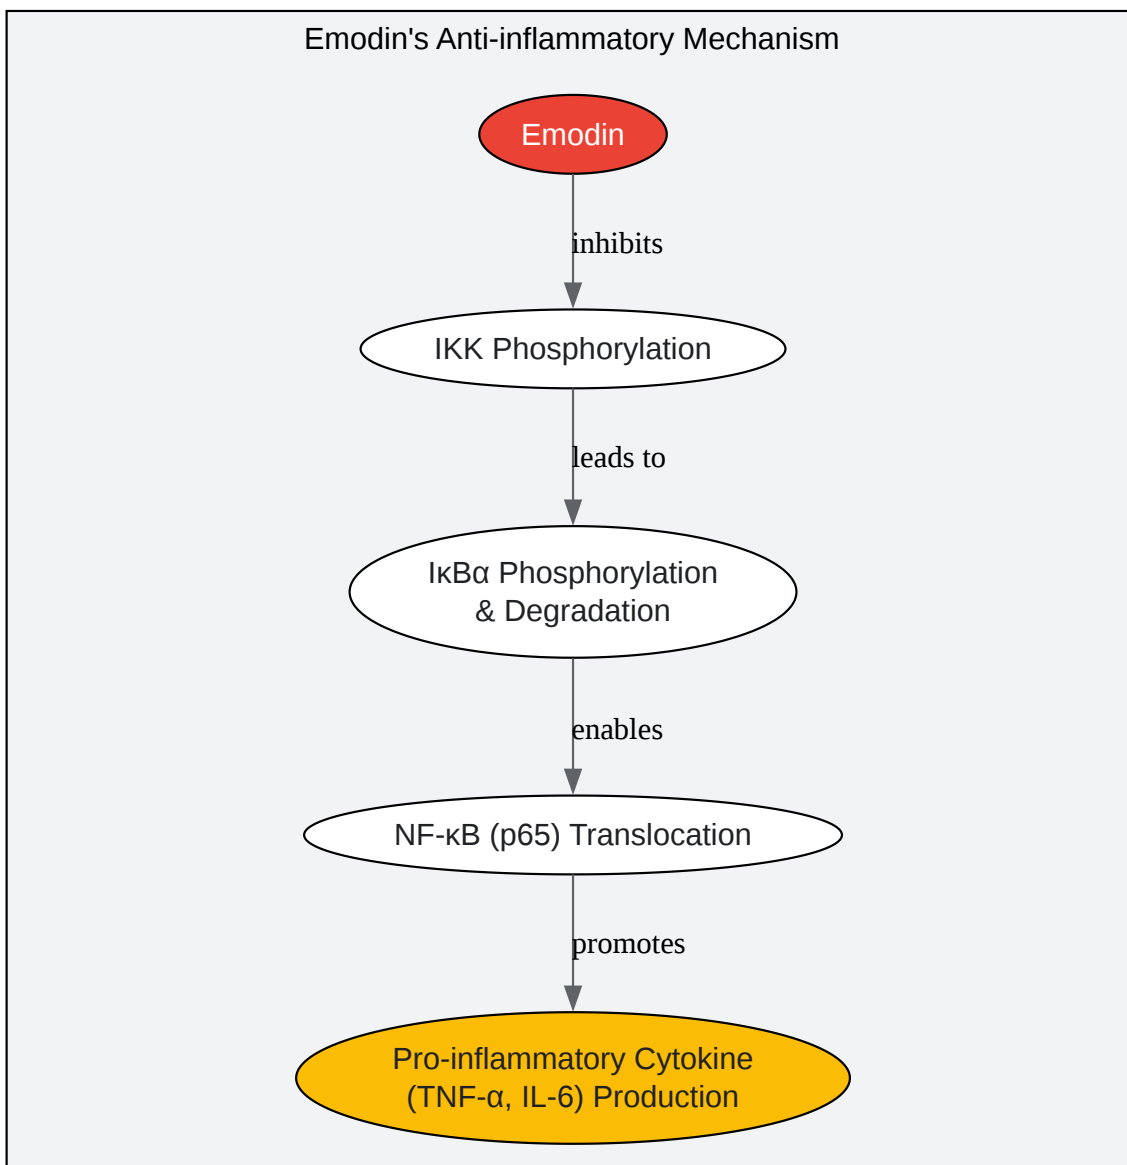 Emodin's Anti-inflammatory Mechanism
Emodin
inhibits
IKK Phosphorylation
leads to
IκBα Phosphorylation
& Degradation
enables
NF-κB (p65) Translocation
promotes
Pro-inflammatory Cytokine
(TNF-α, IL-6) Production